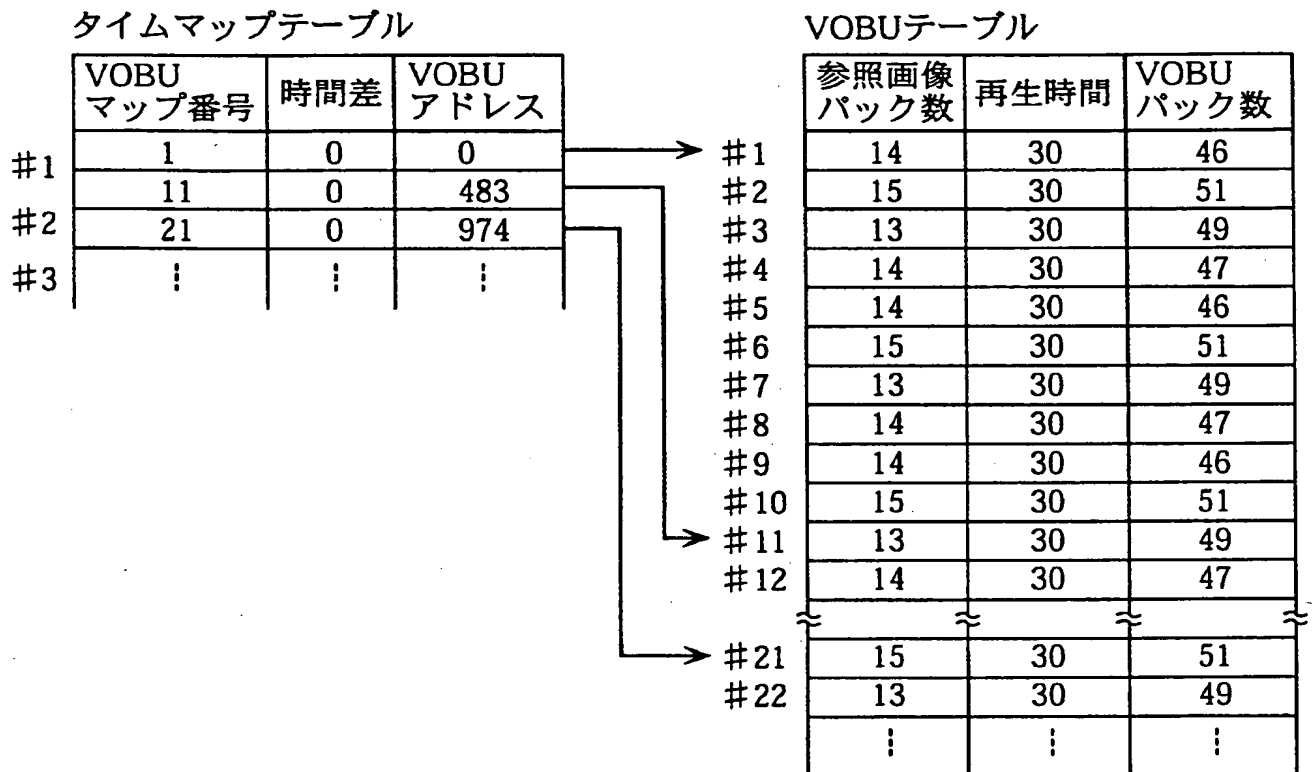 タイムマップテーブル
VOBU マップ番号 時間差 VOBU アドレス
#1 1 0 0
11 0 483
#2 21 0 974
#3 ⋮ ⋮ ⋮
VOBUテーブル
参照画像 パック数 再生時間 VOBU パック数
#1 14 30 46
#2 15 30 51
#3 13 30 49
#4 14 30 47
#5 14 30 46
#6 15 30 51
#7 13 30 49
#8 14 30 47
#9 14 30 46
#10 15 30 51
#11 13 30 49
#12 14 30 47
#21 15 30 51
#22 13 30 49
⋮ ⋮ ⋮